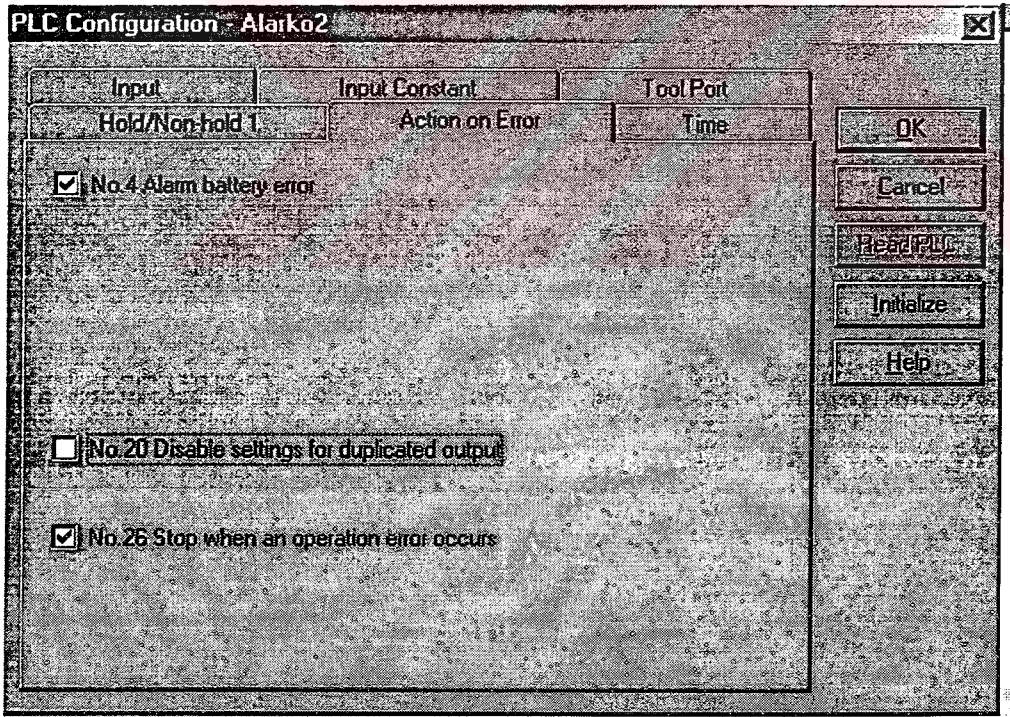 PLC Configuration - Alarko2
Input
Input Constant
Tool Port
Hold/Non-hold 1
Action on Error
Time
No.4 Alarm battery error
No.20 Disable settings for duplicated output
No.26 Stop when an operation error occurs
OK
Cancel
Read PLC
Initialize
Help